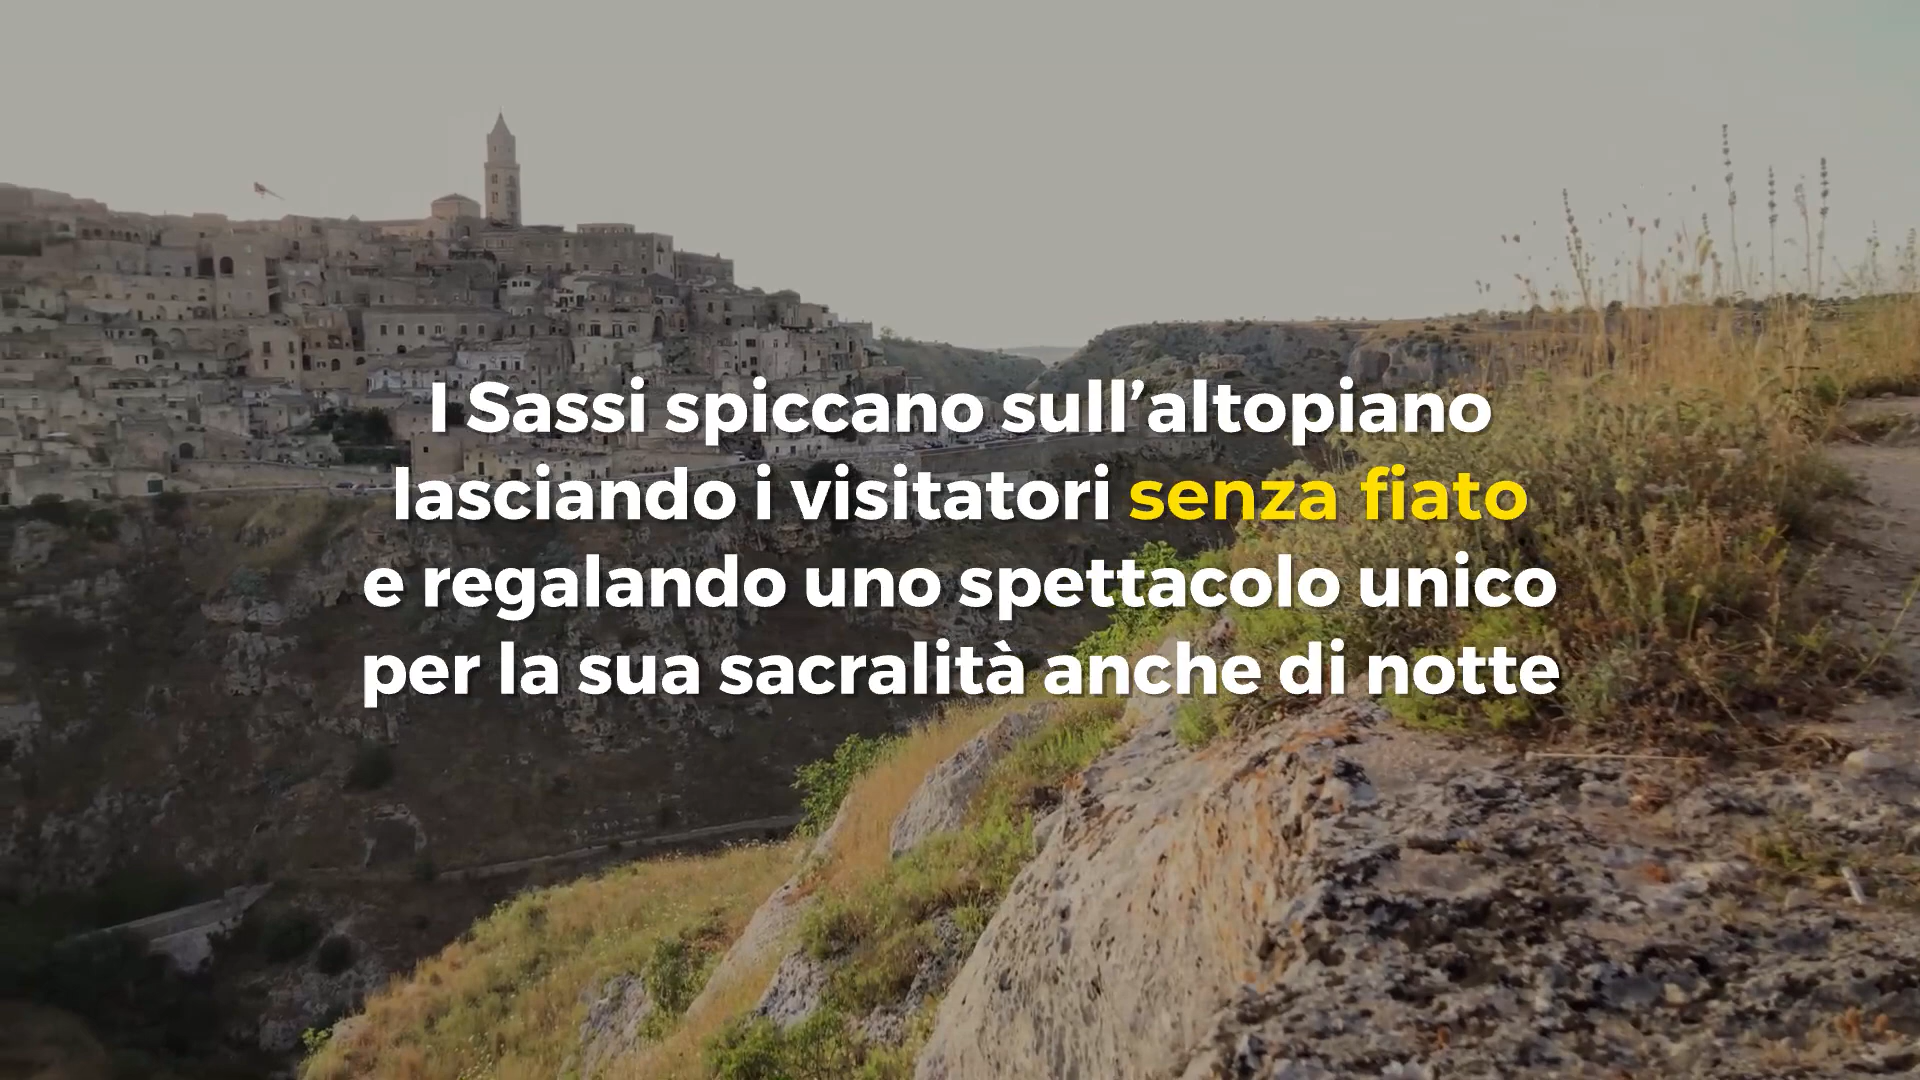 I Sassi spiccano sull’altopiano
lasciando i visitatori senza fiato
e regalando uno spettacolo unico
per la sua sacralità anche di notte